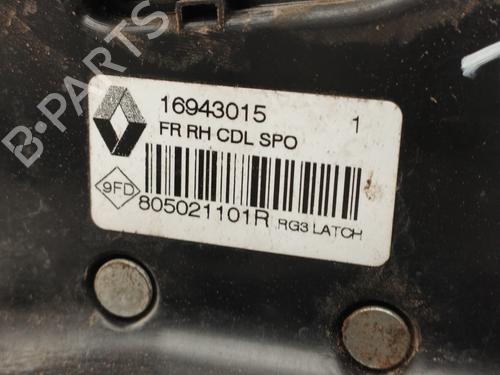 16943015 1
FR RH CDL SPO
9FD
805021101R RG3 LATCH
B-PARTS